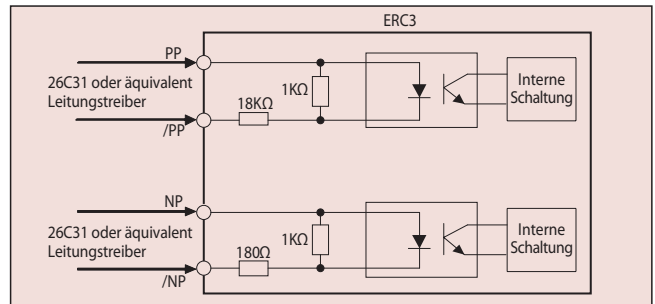 ERC3
PP
26C31 oder äquivalent
Leitungstreiber
1KΩ
18KΩ
/PP
Interne
Schaltung
NP
26C31 oder äquivalent
Leitungstreiber
1KΩ
180Ω
/NP
Interne
Schaltung